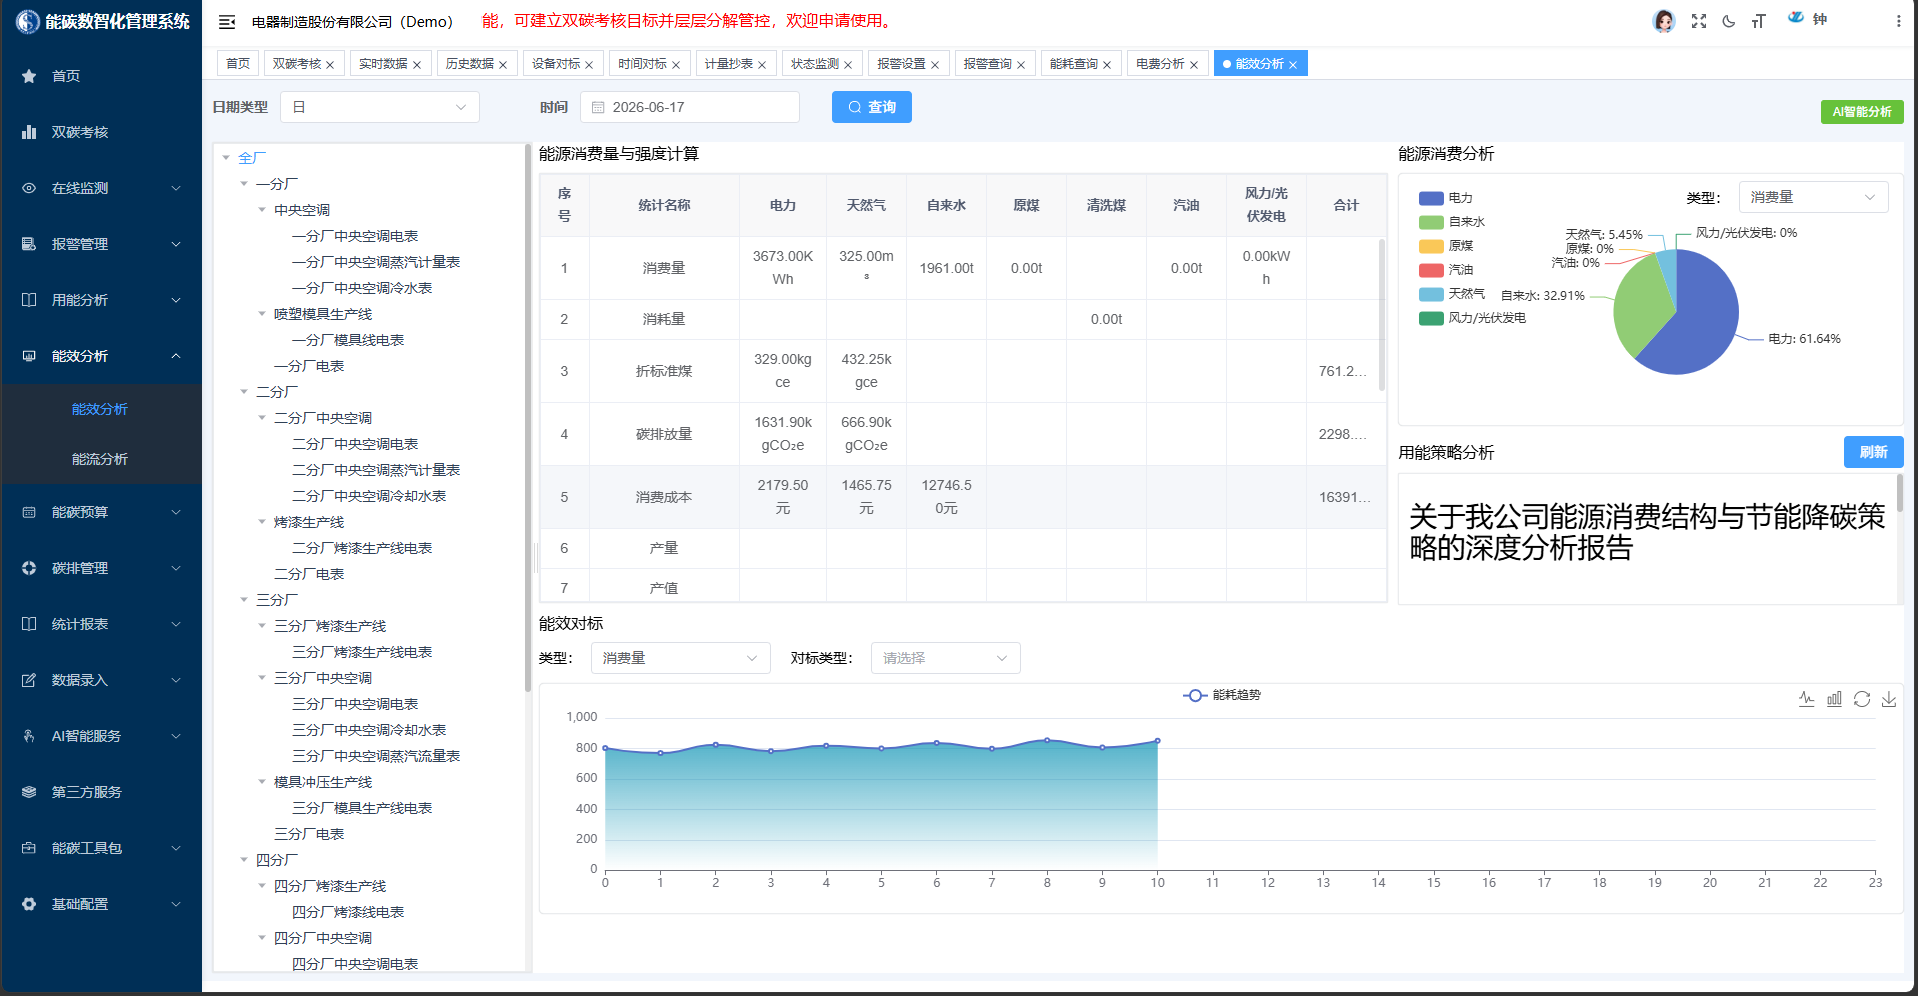 能碳数智化管理系统
电器制造股份有限公司（Demo）
能，可建立双碳考核目标并层层分解管控，欢迎申请使用。
钟
首页
双碳考核
在线监测
报警管理
用能分析
能效分析
能效分析
能流分析
能碳预算
碳排管理
统计报表
数据录入
AI智能服务
第三方服务
能碳工具包
基础配置
首页 双碳考核 实时数据 历史数据 设备对标 时间对标 计量抄表 状态监测 报警设置 报警查询 能耗查询 电费分析 能效分析
日期类型 日 时间 2026-06-17 查询
AI智能分析
全厂
一分厂
中央空调
一分厂中央空调电表
一分厂中央空调蒸汽计量表
一分厂中央空调冷水表
喷塑模具生产线
一分厂模具线电表
一分厂电表
二分厂
二分厂中央空调
二分厂中央空调电表
二分厂中央空调蒸汽计量表
二分厂中央空调冷却水表
烤漆生产线
二分厂烤漆生产线电表
二分厂电表
三分厂
三分厂烤漆生产线
三分厂烤漆生产线电表
三分厂中央空调
三分厂中央空调电表
三分厂中央空调冷却水表
三分厂中央空调蒸汽流量表
模具冲压生产线
三分厂模具生产线电表
三分厂电表
四分厂
四分厂烤漆生产线
四分厂烤漆线电表
四分厂中央空调
四分厂中央空调电表
能源消费量与强度计算
序号 统计名称 电力 天然气 自来水 原煤 清洗煤 汽油 风力/光伏发电 合计
1 消费量 3673.00KWh 325.00m³ 1961.00t 0.00t 0.00t 0.00kWh
2 消耗量 0.00t
3 折标准煤 329.00kgce 432.25kgce 761.2...
4 碳排放量 1631.90kgCO₂e 666.90kgCO₂e 2298....
5 消费成本 2179.50元 1465.75元 12746.50元 16391...
6 产量
7 产值
能源消费分析
电力
自来水
原煤
汽油
天然气
风力/光伏发电
类型： 消费量
天然气: 5.45%
原煤: 0%
汽油: 0%
自来水: 32.91%
风力/光伏发电: 0%
电力: 61.64%
用能策略分析
刷新
关于我公司能源消费结构与节能降碳策
略的深度分析报告
能效对标
类型： 消费量 对标类型： 请选择
能耗趋势
1,000
800
600
400
200
0
0 1 2 3 4 5 6 7 8 9 10 11 12 13 14 15 16 17 18 19 20 21 22 23